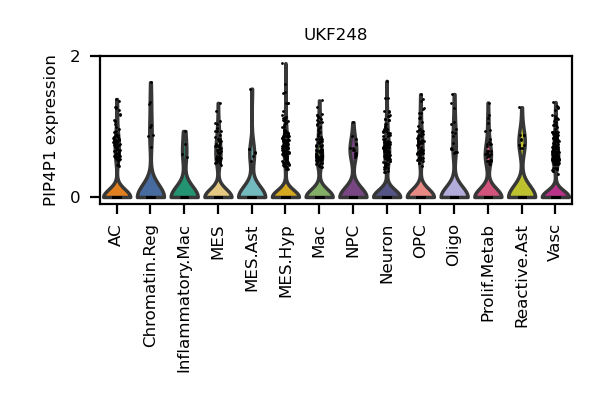 UKF248
PIP4P1 expression
2
0
AC
Chromatin.Reg
Inflammatory.Mac
MES
MES.Ast
MES.Hyp
Mac
NPC
Neuron
OPC
Oligo
Prolif.Metab
Reactive.Ast
Vasc